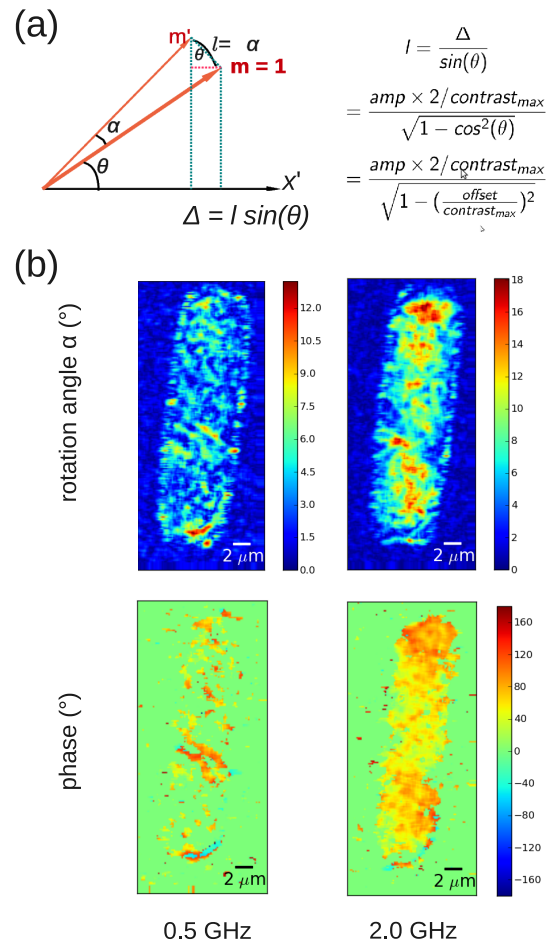 (a)
m'
l= α
θ
m = 1
α
θ
x'
Δ = l sin(θ)
l = Δ / sin(θ)
= amp × 2/contrast_max / √(1 − cos²(θ))
= amp × 2/contrast_max / √(1 − (offset / contrast_max)²)
(b)
rotation angle α (°)
12.0
10.5
9.0
7.5
6.0
4.5
3.0
1.5
0.0
2 μm
18
16
14
12
10
8
6
4
2
0
2 μm
phase (°)
2 μm
160
120
80
40
0
−40
−80
−120
−160
2 μm
0.5 GHz
2.0 GHz